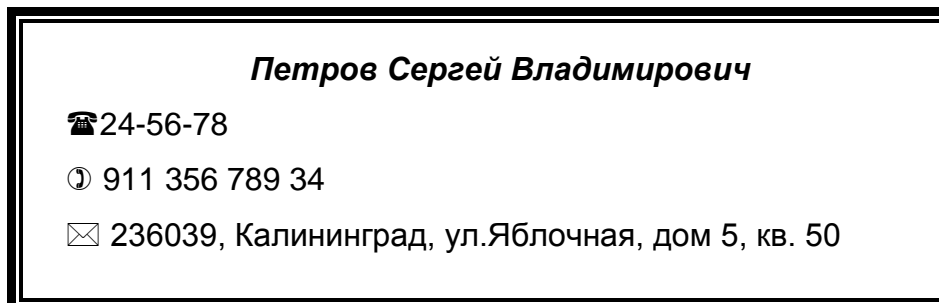 Петров Сергей Владимирович
☎24-56-78
✆ 911 356 789 34
✉ 236039, Калининград, ул.Яблочная, дом 5, кв. 50